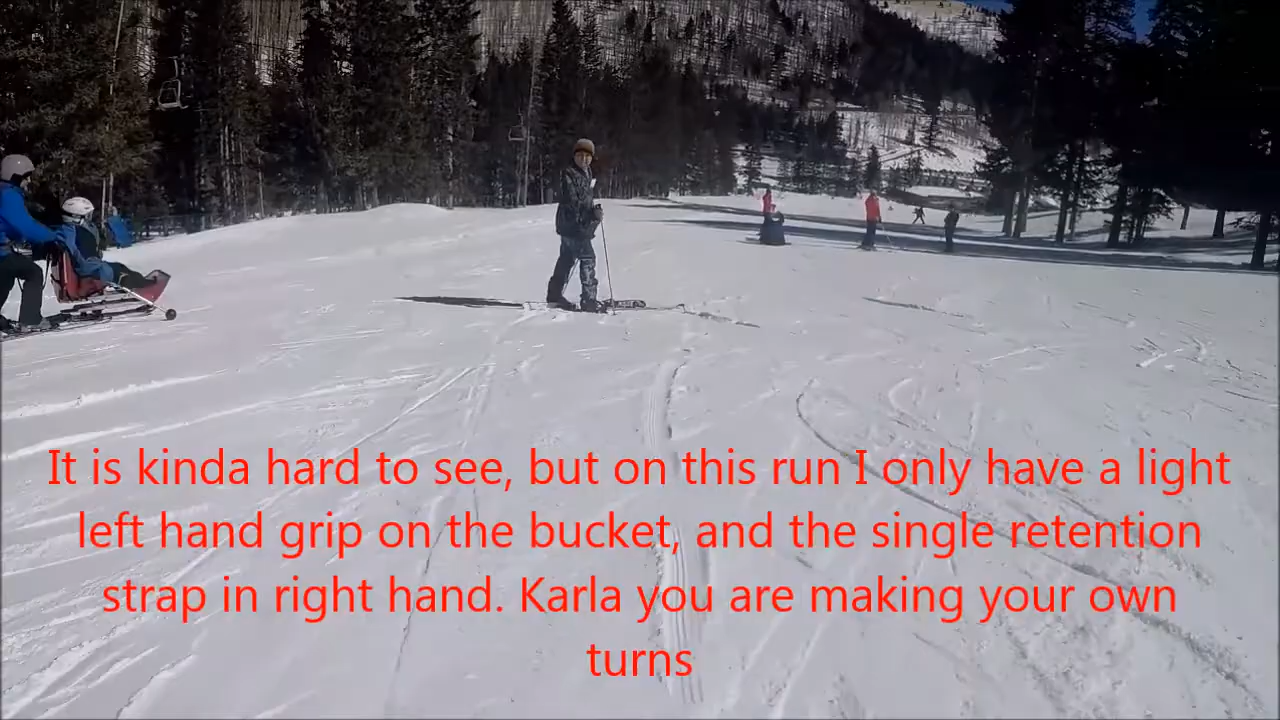 It is kinda hard to see, but on this run I only have a light
left hand grip on the bucket, and the single retention
strap in right hand. Karla you are making your own
turns